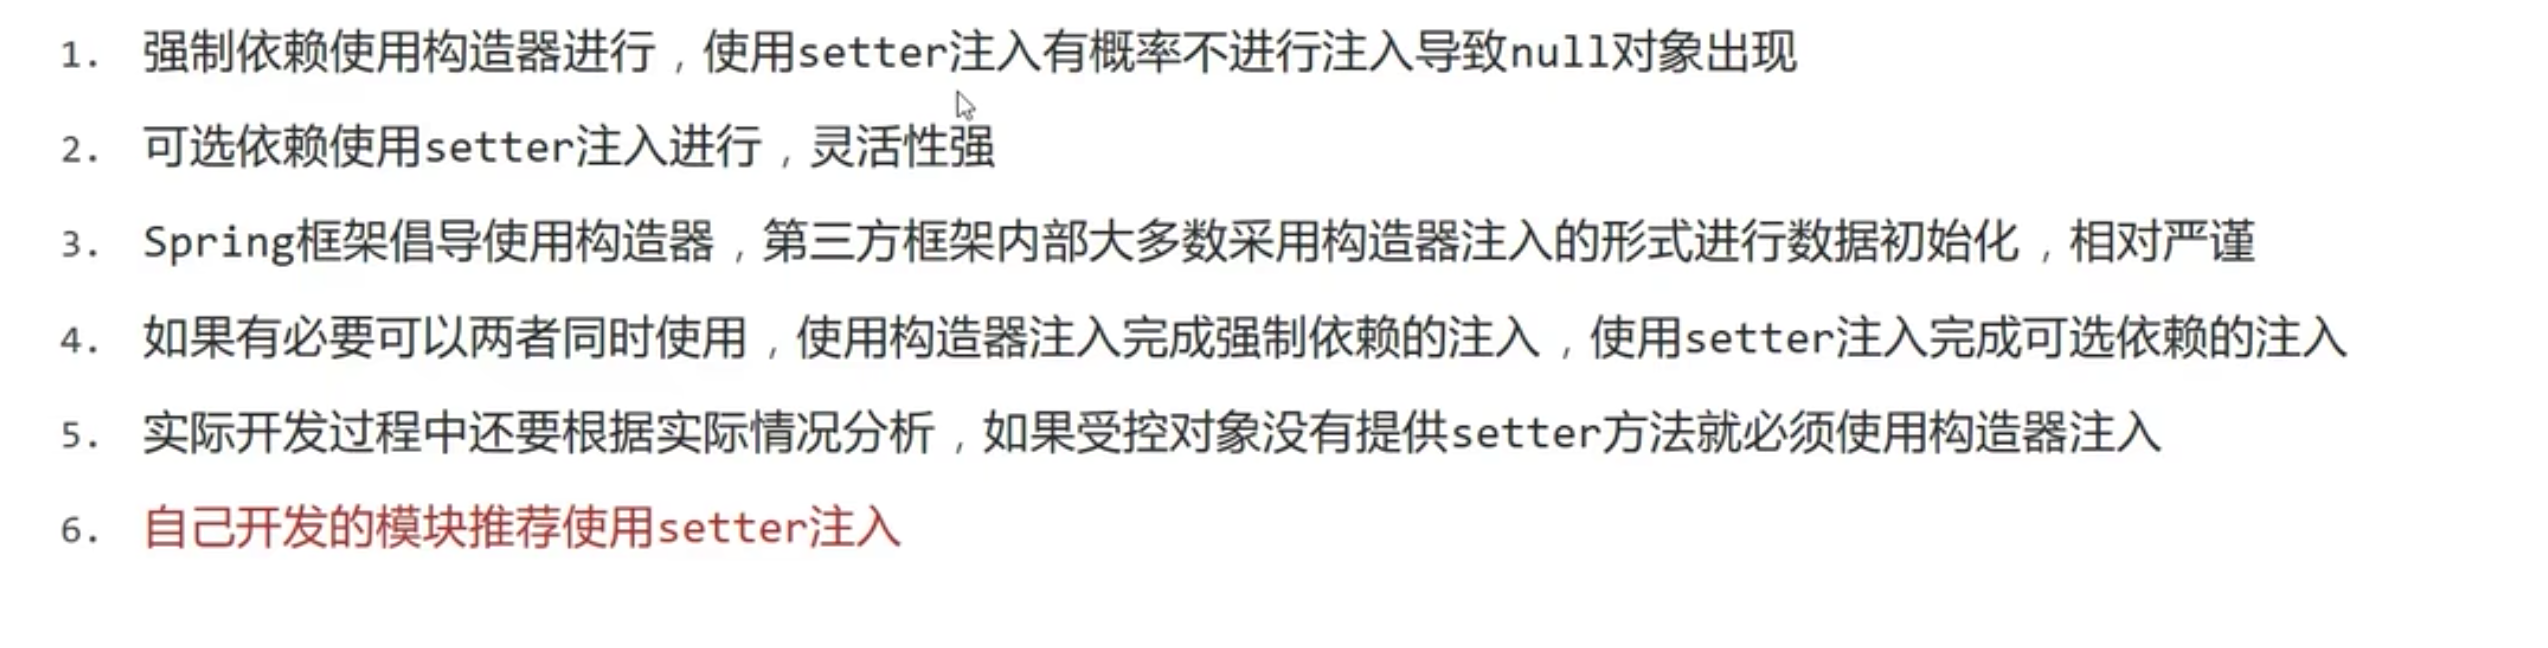 1. 强制依赖使用构造器进行，使用setter注入有概率不进行注入导致null对象出现
2. 可选依赖使用setter注入进行，灵活性强
3. Spring框架倡导使用构造器，第三方框架内部大多数采用构造器注入的形式进行数据初始化，相对严谨
4. 如果有必要可以两者同时使用，使用构造器注入完成强制依赖的注入，使用setter注入完成可选依赖的注入
5. 实际开发过程中还要根据实际情况分析，如果受控对象没有提供setter方法就必须使用构造器注入
6. 自己开发的模块推荐使用setter注入